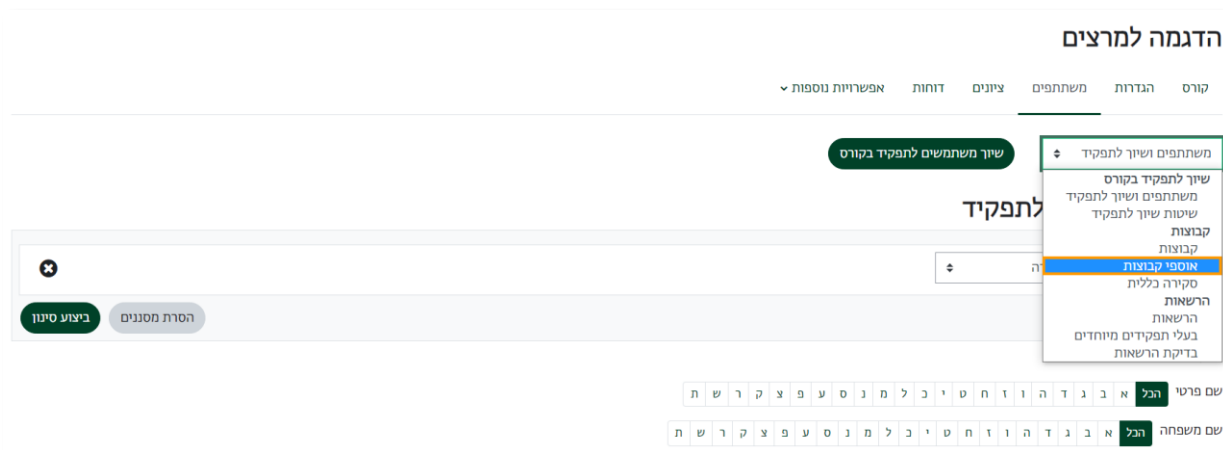 הדגמה למרצים
קורס הגדרות משתתפים ציונים דוחות אפשרויות נוספות
משתתפים ושיוך לתפקיד שיוך משתמשים לתפקיד בקורס
שיוך לתפקיד בקורס
משתתפים ושיוך לתפקיד
שיטות שיוך לתפקיד
לתפקיד
קבוצות
קבוצות
אוספי קבוצות
סקירה כללית
הרשאות
הרשאות
בעלי תפקידים מיוחדים
בדיקת הרשאות
הסרת מסננים ביצוע סינון
שם פרטי הכל א ב ג ד ה ו ז ח ט י כ ל מ נ ס ע פ צ ק ר ש ת
שם משפחה הכל א ב ג ד ה ו ז ח ט י כ ל מ נ ס ע פ צ ק ר ש ת